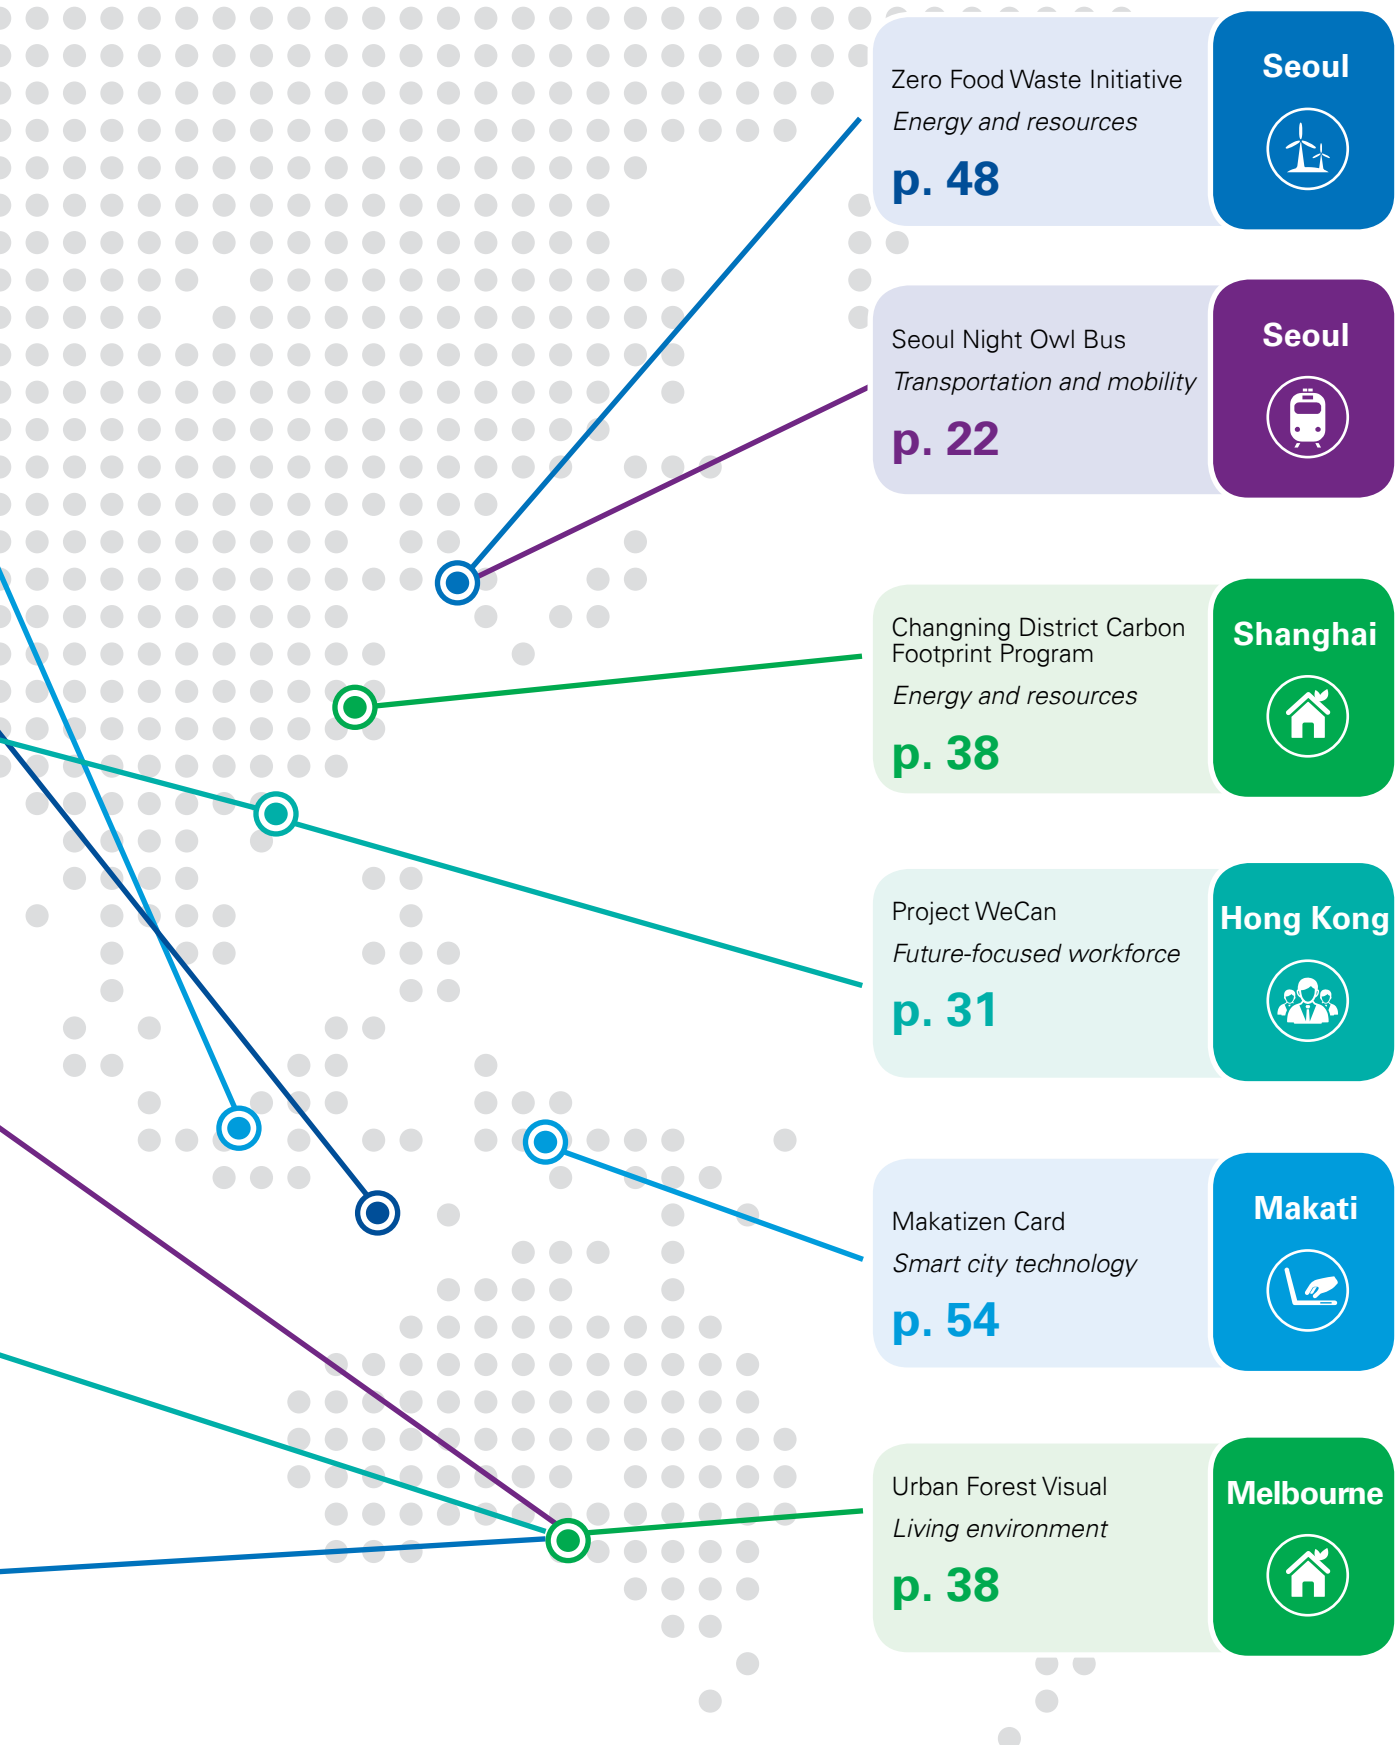 Zero Food Waste Initiative
Energy and resources
p. 48
Seoul
Seoul Night Owl Bus
Transportation and mobility
p. 22
Seoul
Changning District Carbon
Footprint Program
Energy and resources
p. 38
Shanghai
Project WeCan
Future-focused workforce
p. 31
Hong Kong
Makatizen Card
Smart city technology
p. 54
Makati
Urban Forest Visual
Living environment
p. 38
Melbourne